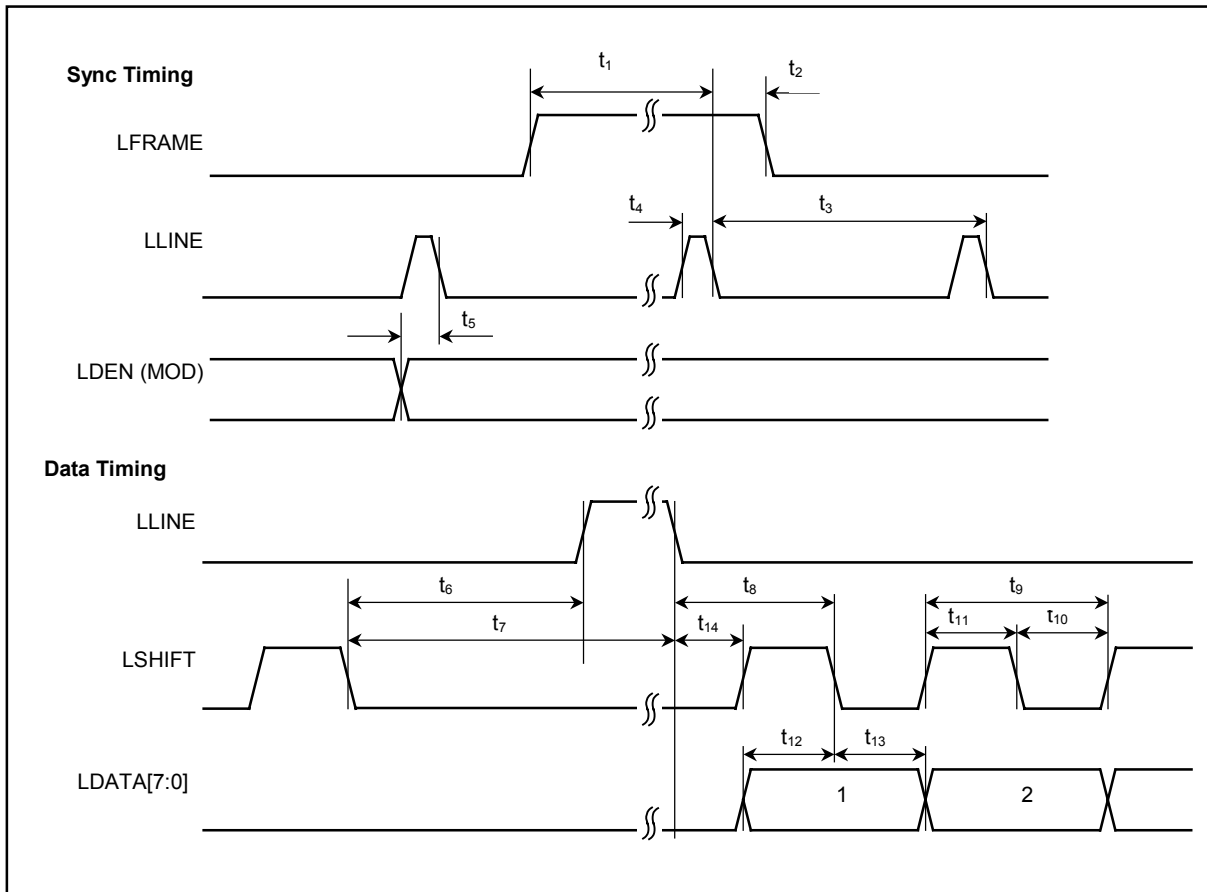 Sync Timing
t1
t2
LFRAME
t4
t3
LLINE
t5
LDEN (MOD)
Data Timing
LLINE
t6
t8
t9
t7
t14
t11
t10
LSHIFT
t12
t13
LDATA[7:0]
1
2